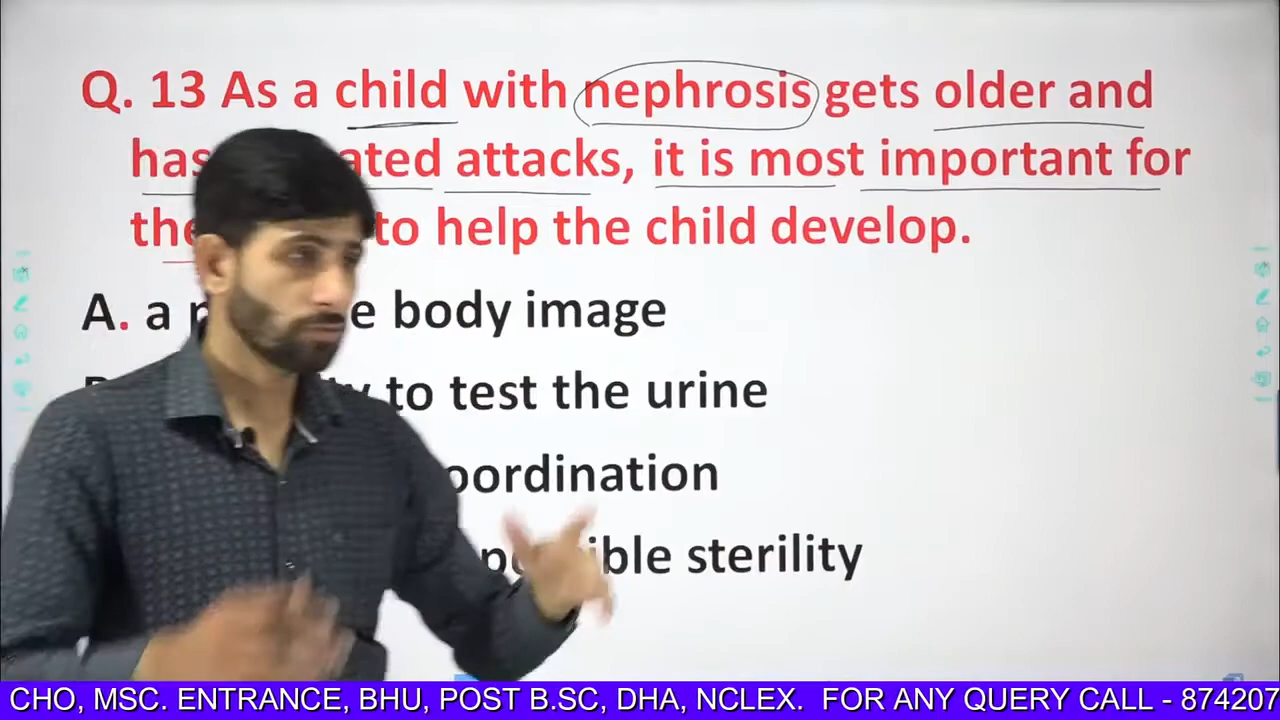 Q. 13 As a child with nephrosis gets older and
has ated attacks, it is most important for
the to help the child develop.
A. a e body image
to test the urine
oordination
sterility
CHO, MSC. ENTRANCE, BHU, POST B.SC, DHA, NCLEX. FOR ANY QUERY CALL - 874207